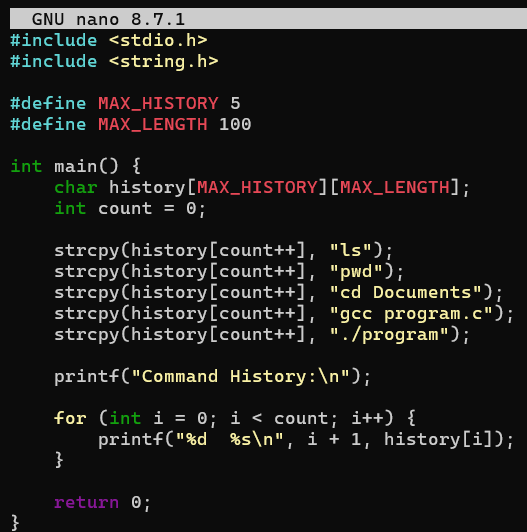 GNU nano 8.7.1
#include <stdio.h>
#include <string.h>

#define MAX_HISTORY 5
#define MAX_LENGTH 100

int main() {
    char history[MAX_HISTORY][MAX_LENGTH];
    int count = 0;

    strcpy(history[count++], "ls");
    strcpy(history[count++], "pwd");
    strcpy(history[count++], "cd Documents");
    strcpy(history[count++], "gcc program.c");
    strcpy(history[count++], "./program");

    printf("Command History:\n");

    for (int i = 0; i < count; i++) {
        printf("%d  %s\n", i + 1, history[i]);
    }

    return 0;
}